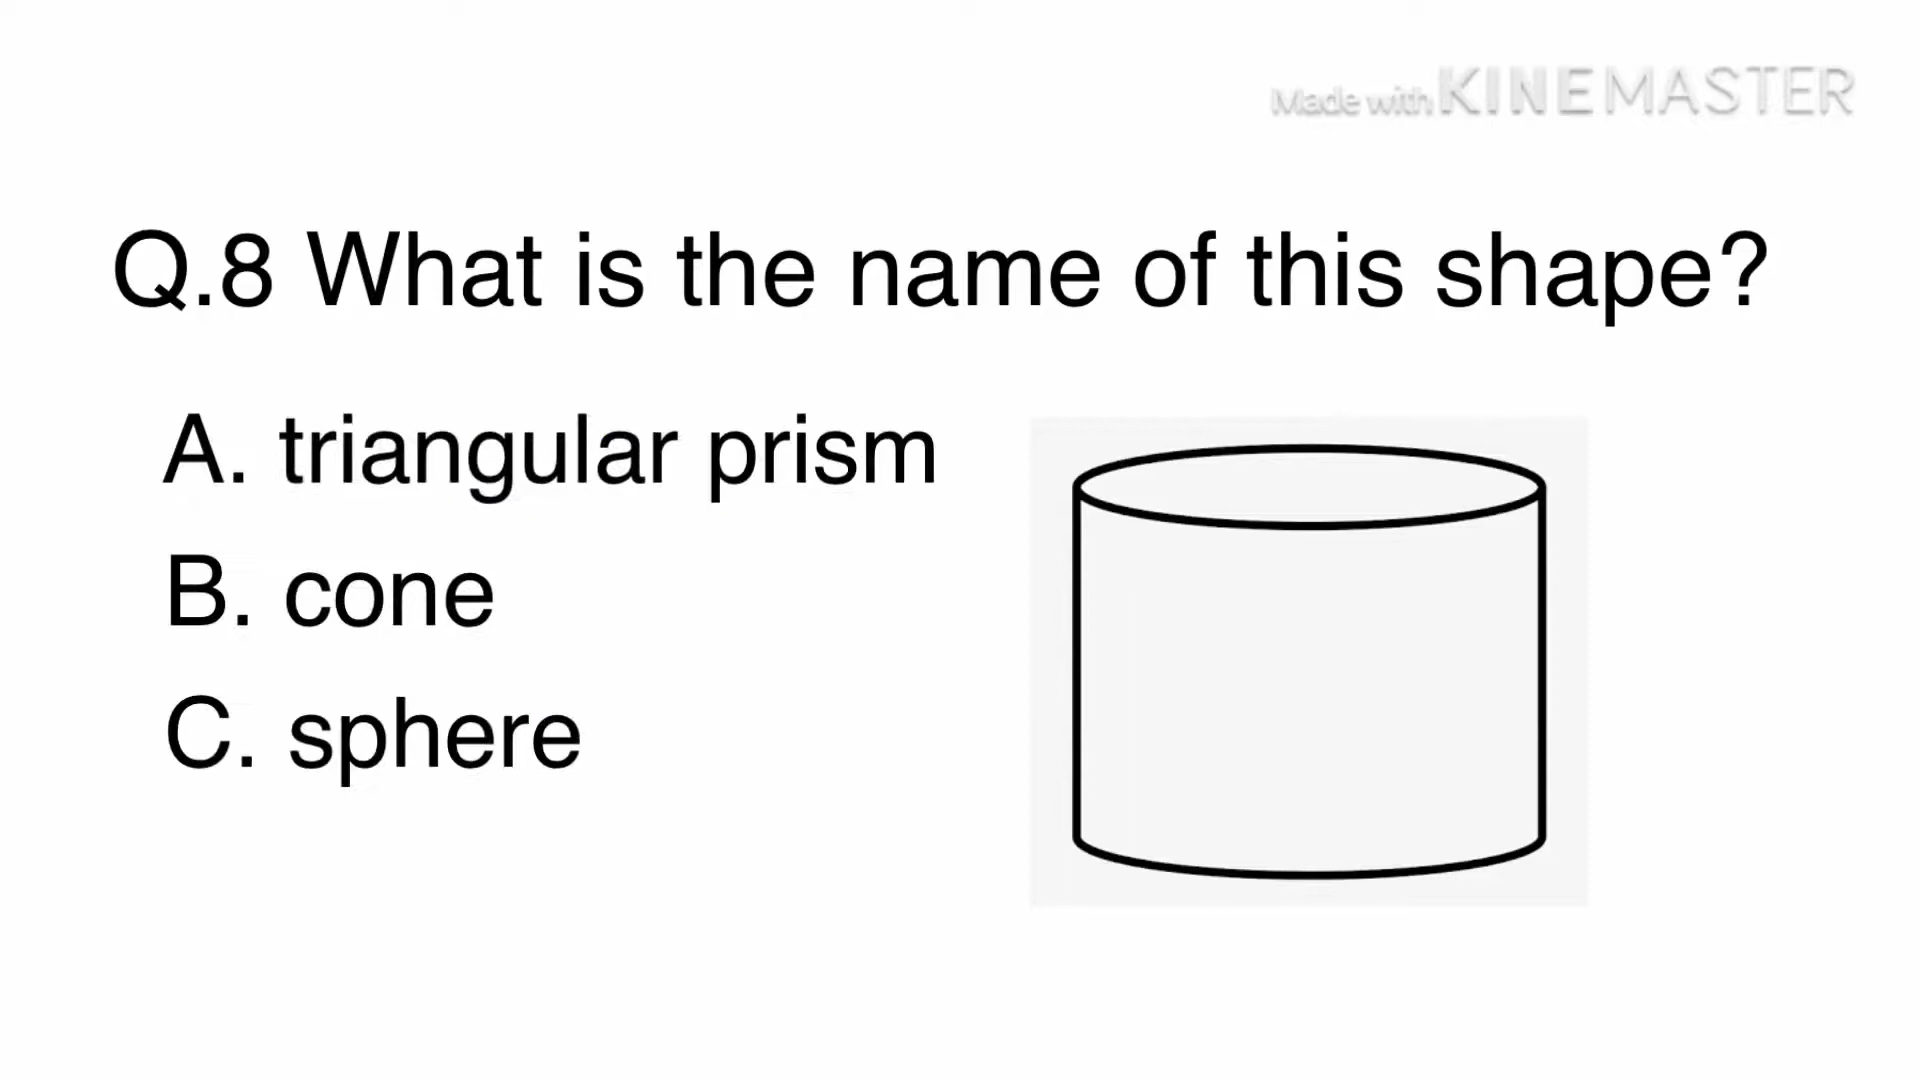 Made with KINEMASTER
Q.8 What is the name of this shape?
A. triangular prism
B. cone
C. sphere